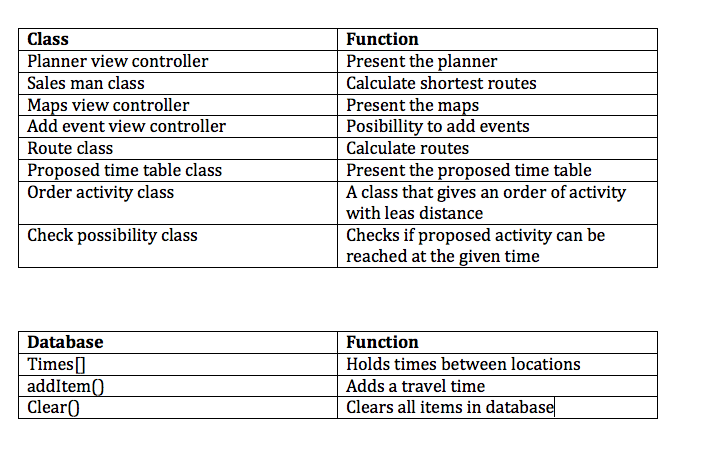 Class Function
Planner view controller Present the planner
Sales man class Calculate shortest routes
Maps view controller Present the maps
Add event view controller Posibillity to add events
Route class Calculate routes
Proposed time table class Present the proposed time table
Order activity class A class that gives an order of activity
with leas distance
Check possibility class Checks if proposed activity can be
reached at the given time
Database Function
Times[] Holds times between locations
addItem() Adds a travel time
Clear() Clears all items in database